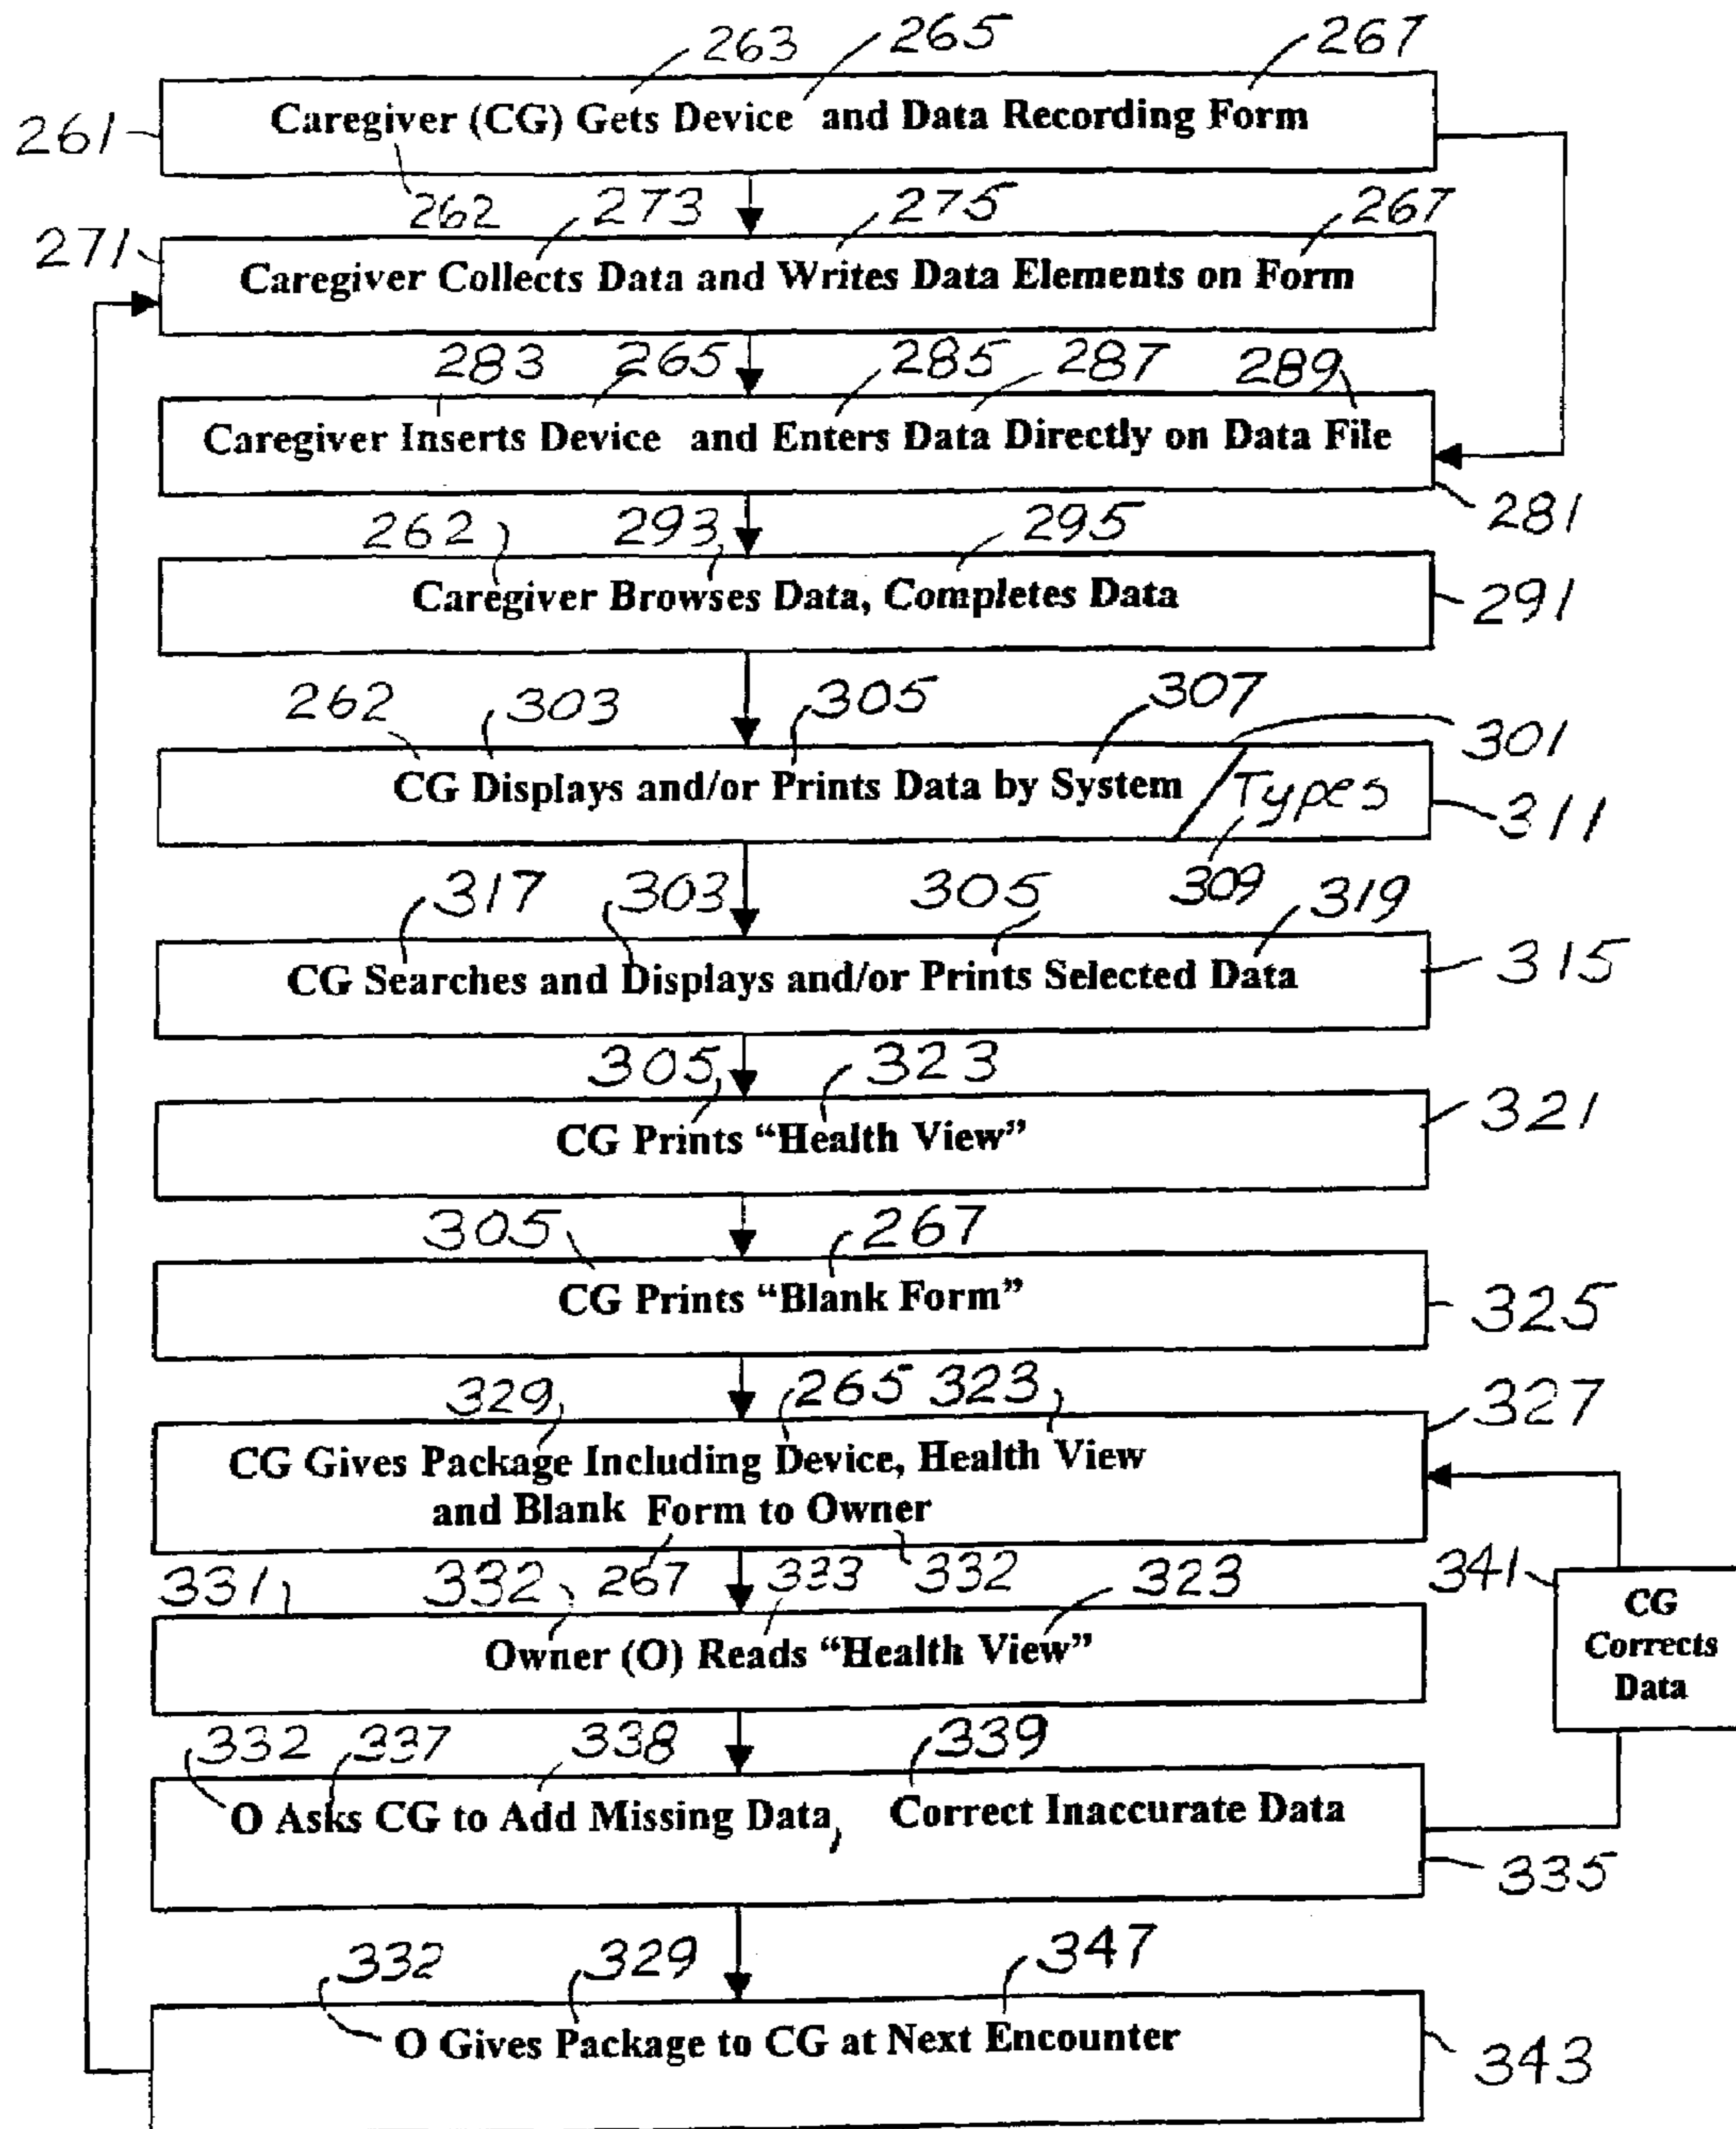 263 265 267
261 Caregiver (CG) Gets Device and Data Recording Form
262 273 275 267
271 Caregiver Collects Data and Writes Data Elements on Form
283 265 285 287 289
Caregiver Inserts Device and Enters Data Directly on Data File
281
262 293 295
Caregiver Browses Data, Completes Data 291
262 303 305 307 301
CG Displays and/or Prints Data by System / Types 311
309
317 303 305 319
CG Searches and Displays and/or Prints Selected Data 315
305 323
CG Prints “Health View” 321
305 267
CG Prints “Blank Form” 325
329 265 323 327
CG Gives Package Including Device, Health View
and Blank Form to Owner
331 332 267 333 332 323 341
Owner (O) Reads “Health View”
CG
Corrects
Data
332 337 338 339
O Asks CG to Add Missing Data, Correct Inaccurate Data
335
332 329 347
O Gives Package to CG at Next Encounter 343